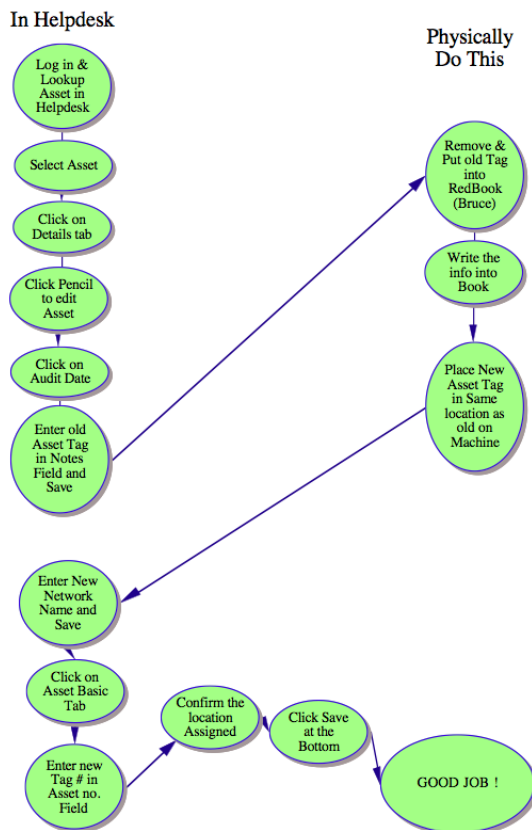 In Helpdesk
Log in &
Lookup
Asset in
Helpdesk
Select Asset
Click on
Details tab
Click Pencil
to edit
Asset
Click on
Audit Date
Enter old
Asset Tag
in Notes
Field and
Save
Physically
Do This
Remove &
Put old Tag
into
RedBook
(Bruce)
Write the
info into
Book
Place New
Asset Tag
in Same
location as
old on
Machine
Enter New
Network
Name and
Save
Click on
Asset Basic
Tab
Enter new
Tag # in
Asset no.
Field
Confirm the
location
Assigned
Click Save
at the
Bottom
GOOD JOB !